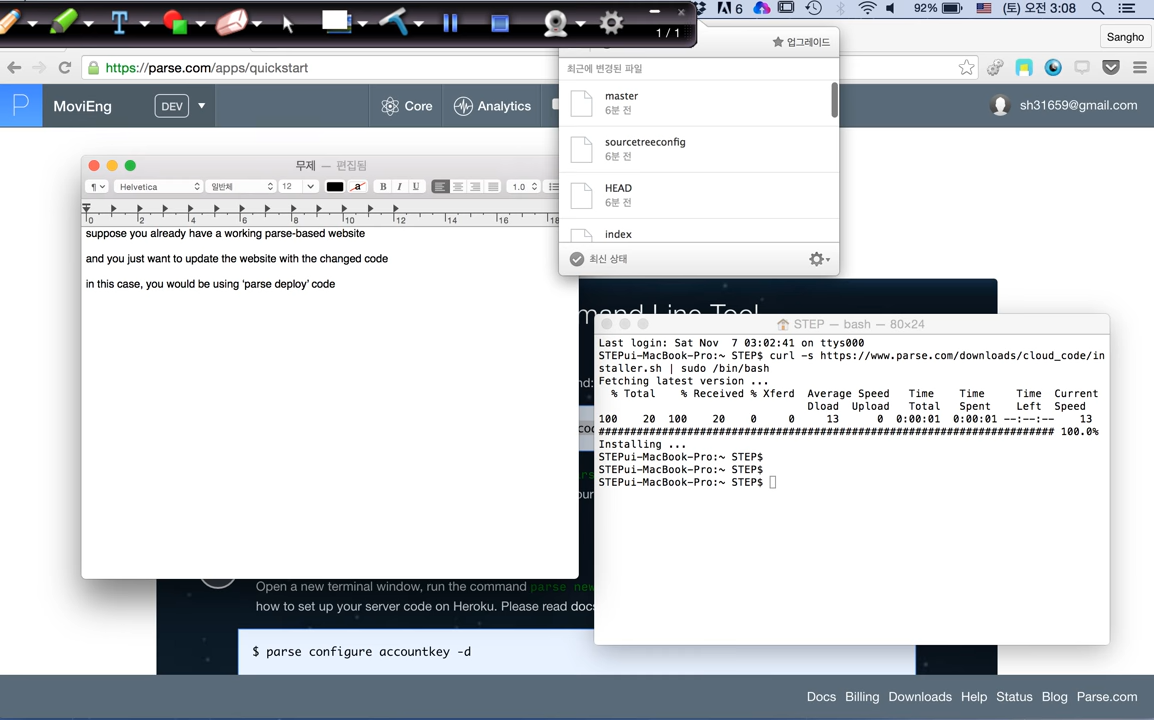 T
92%
(토) 오전 3:08
1 / 1
업그레이드
Sangho
https://parse.com/apps/quickstart
최근에 변경된 파일
master
6분 전
sourcetreeconfig
6분 전
HEAD
6분 전
index
최신 상태
P
MoviEng
DEV
Core
Analytics
sh31659@gmail.com
무제 — 편집됨
Helvetica
일반체
12
a
B I U
1.0
0 2 4 6 8 10 12 14 16 18
suppose you already have a working parse-based website
and you just want to update the website with the changed code
in this case, you would be using ‘parse deploy’ code
mand Line Tool
STEP — bash — 80×24
Last login: Sat Nov  7 03:02:41 on ttys000
STEPui-MacBook-Pro:~ STEP$ curl -s https://www.parse.com/downloads/cloud_code/in
staller.sh | sudo /bin/bash
Fetching latest version ...
% Total    % Received % Xferd  Average Speed   Time    Time     Time  Current
Dload  Upload   Total   Spent    Left  Speed
100    20  100    20    0     0     13      0  0:00:01  0:00:01 --:--:--    13
######################################################################## 100.0%
Installing ...
STEPui-MacBook-Pro:~ STEP$
STEPui-MacBook-Pro:~ STEP$
STEPui-MacBook-Pro:~ STEP$
Open a new terminal window, run the command parse new
how to set up your server code on Heroku. Please read docs
$ parse configure accountkey -d
Docs Billing Downloads Help Status Blog Parse.com